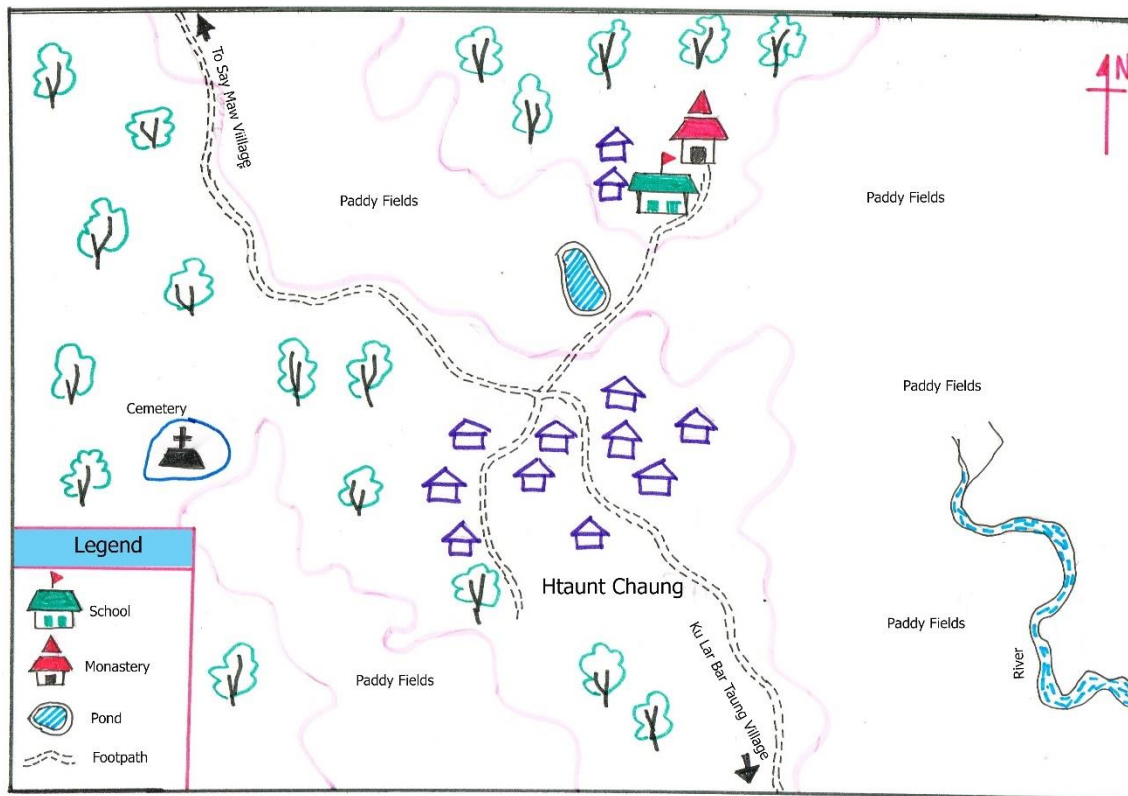 To Say Maw Viillage
N
Paddy Fields
Paddy Fields
Paddy Fields
Cemetery
Legend
School
Monastery
Pond
Footpath
Htaunt Chaung
Paddy Fields
Ku Lar Bar Taung Village
Paddy Fields
River